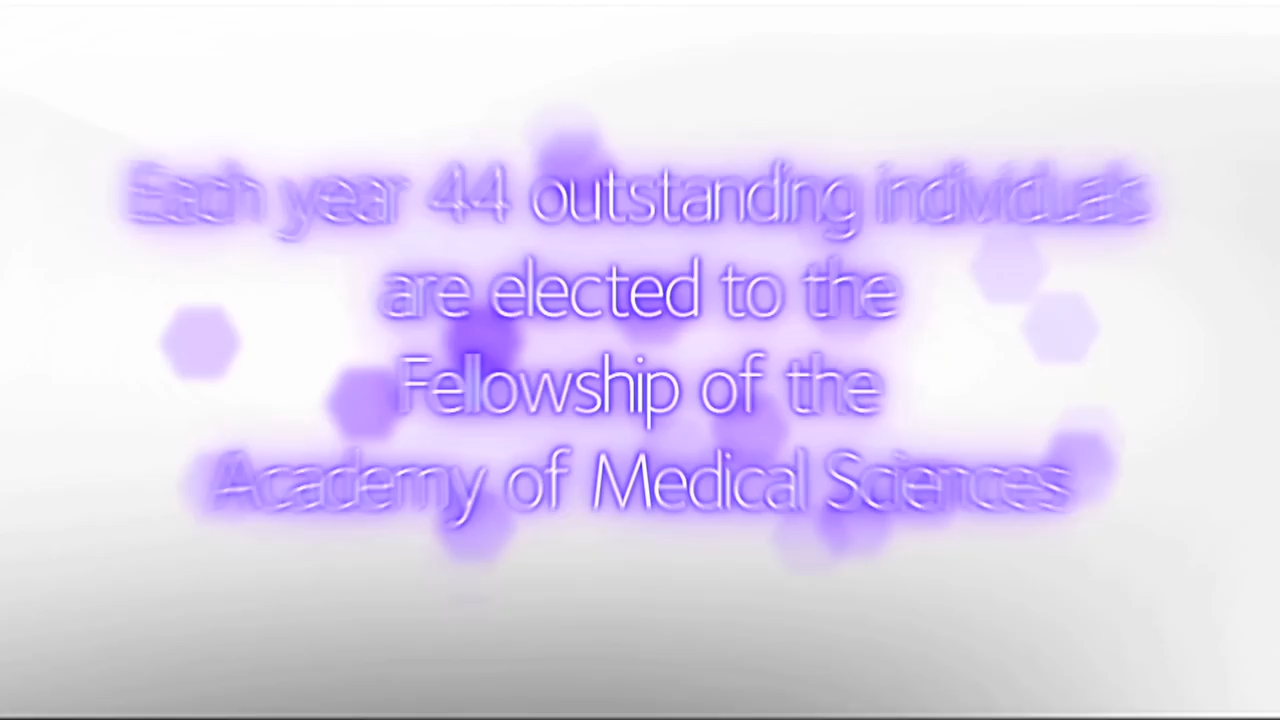 Each year 44 outstanding individuals
are elected to the
Fellowship of the
Academy of Medical Sciences